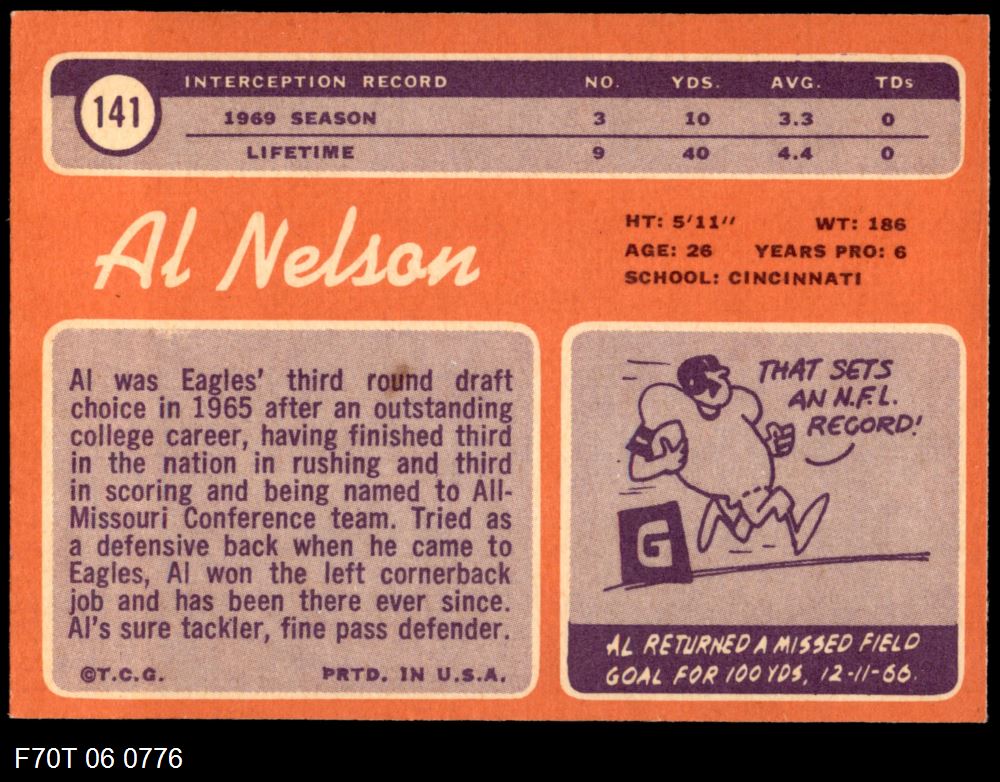 141
INTERCEPTION RECORD NO. YDS. AVG. TDs
1969 SEASON 3 10 3.3 0
LIFETIME 9 40 4.4 0
Al Nelson
HT: 5'11" WT: 186
AGE: 26 YEARS PRO: 6
SCHOOL: CINCINNATI
Al was Eagles' third round draft
choice in 1965 after an outstanding
college career, having finished third
in the nation in rushing and third
in scoring and being named to All-
Missouri Conference team. Tried as
a defensive back when he came to
Eagles, Al won the left cornerback
job and has been there ever since.
Al's sure tackler, fine pass defender.
©T.C.G. PRTD. IN U.S.A.
THAT SETS
AN N.F.L.
RECORD!
G
AL RETURNED A MISSED FIELD
GOAL FOR 100 YDS, 12-11-66.
F70T 06 0776